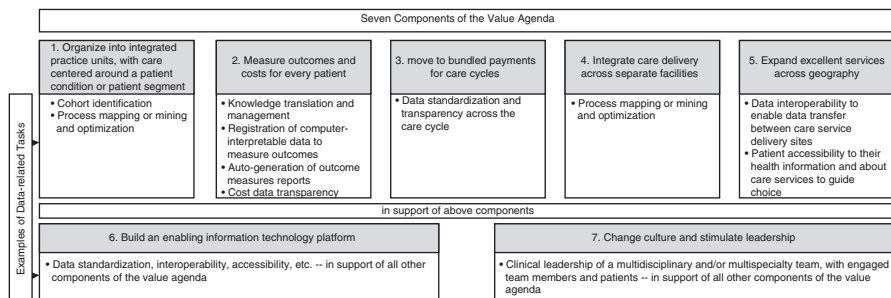 Seven Components of the Value Agenda
1. Organize into integrated
practice units, with care
centered around a patient
condition or patient segment
• Cohort identification
• Process mapping or mining
and optimization
2. Measure outcomes and
costs for every patient
• Knowledge translation and
management
• Registration of computer-
interpretable data to
measure outcomes
• Auto-generation of outcome
measures reports
• Cost data transparency
3. move to bundled payments
for care cycles
• Data standardization and
transparency across the
care cycle
4. Integrate care delivery
across separate facilities
• Process mapping or mining
and optimization
5. Expand excellent services
across geography
• Data interoperability to
enable data transfer
between care service
delivery sites
• Patient accessibility to their
health information and about
care services to guide
choice
Examples of Data-related Tasks
in support of above components
6. Build an enabling information technology platform
• Data standardization, interoperability, accessibility, etc. -- in support of all other
components of the value agenda
7. Change culture and stimulate leadership
• Clinical leadership of a multidisciplinary and/or multispecialty team, with engaged
team members and patients -- in support of all other components of the value
agenda